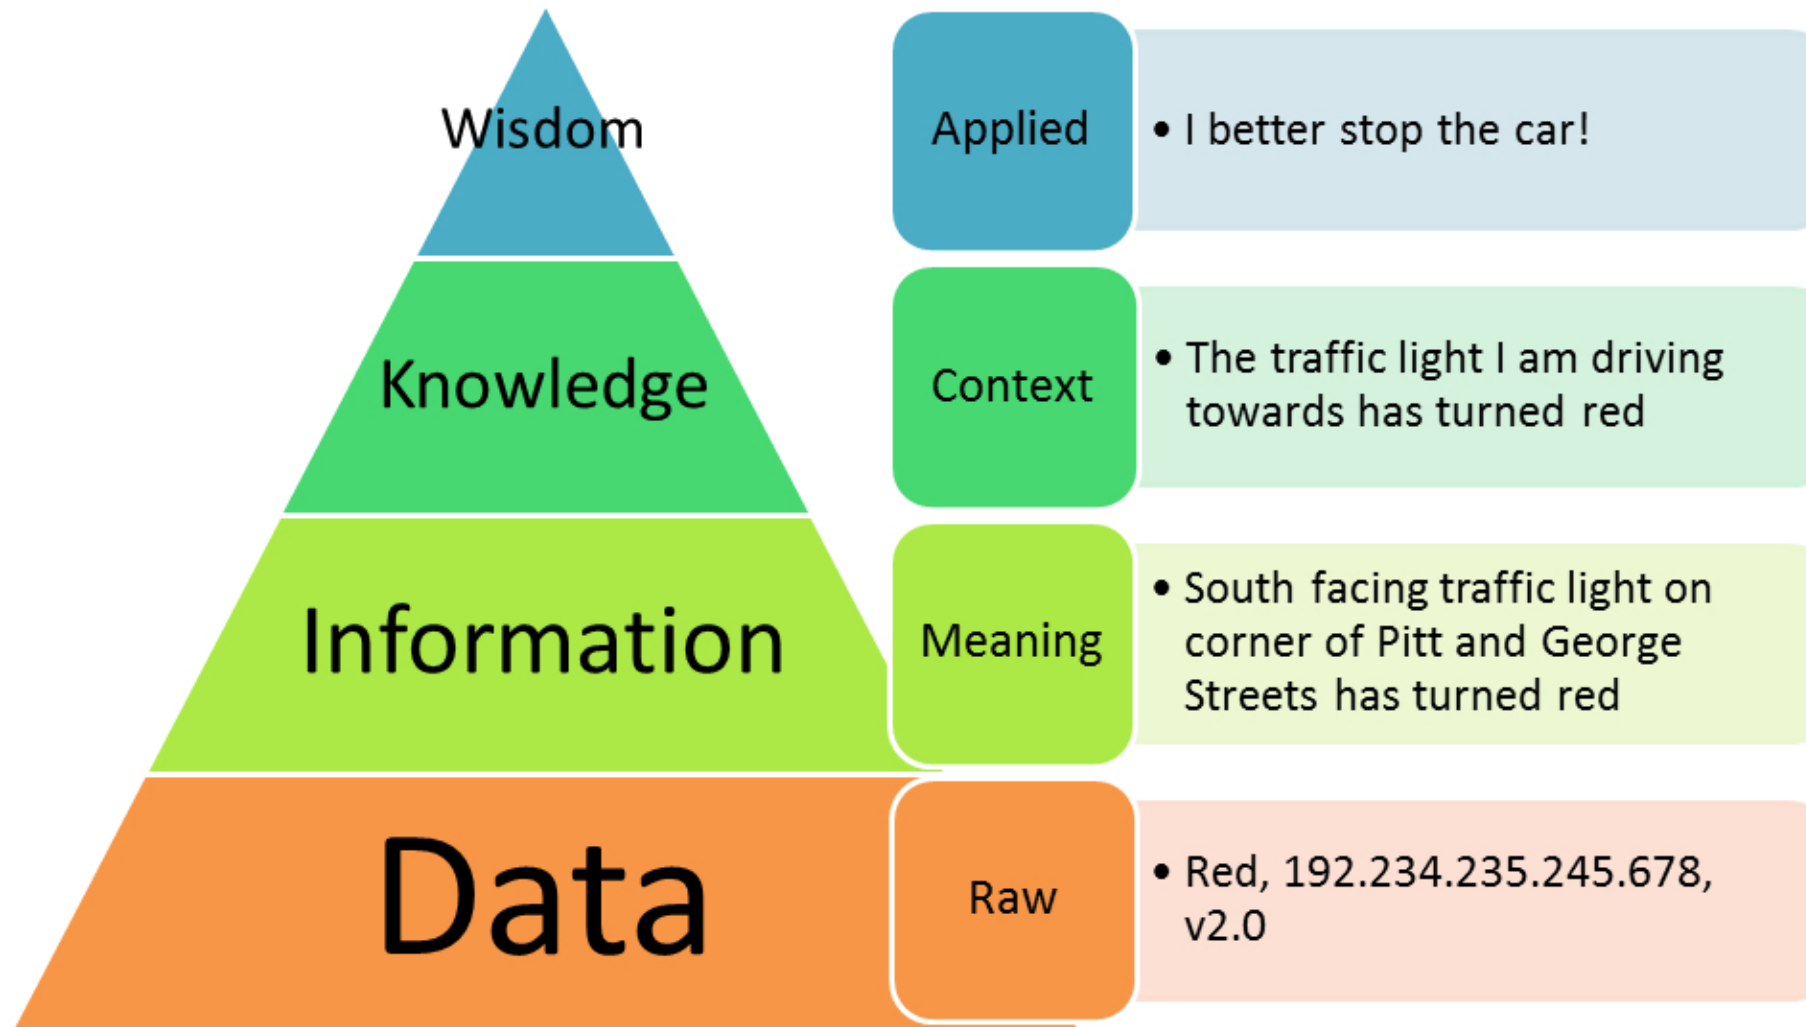 Wisdom
Applied
• I better stop the car!
Knowledge
Context
• The traffic light I am driving
towards has turned red
Information
Meaning
• South facing traffic light on
corner of Pitt and George
Streets has turned red
Data
Raw
• Red, 192.234.235.245.678,
v2.0